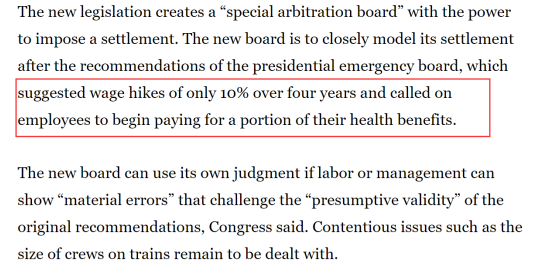 The new legislation creates a “special arbitration board” with the power
to impose a settlement. The new board is to closely model its settlement
after the recommendations of the presidential emergency board, which
suggested wage hikes of only 10% over four years and called on
employees to begin paying for a portion of their health benefits.
The new board can use its own judgment if labor or management can
show “material errors” that challenge the “presumptive validity” of the
original recommendations, Congress said. Contentious issues such as the
size of crews on trains remain to be dealt with.